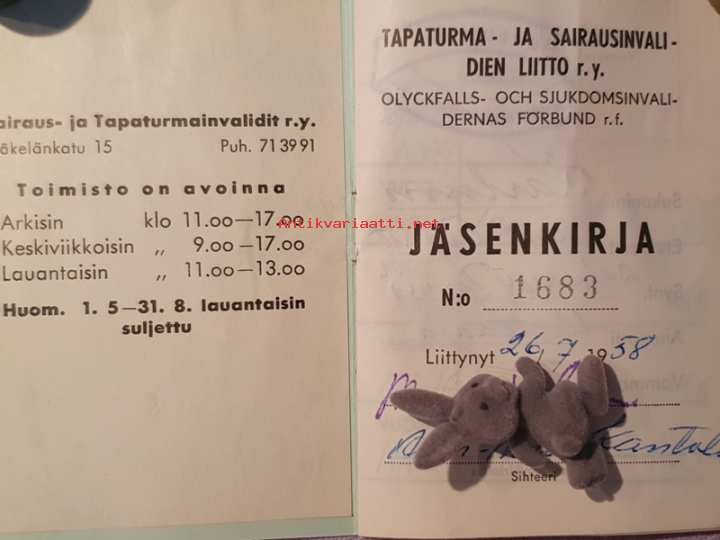 airaus- ja Tapaturmainvalidit r.y.
äkelänkatu 15 Puh. 713991
Toimisto on avoinna
Arkisin klo 11.00—17.00
Keskiviikkoisin „ 9.00—17.00
Lauantaisin „ 11.00—13.00
Huom. 1. 5—31. 8. lauantaisin
suljettu
Antikvariaatti.net
TAPATURMA- JA SAIRAUSINVALI-
DIEN LIITTO r.y.
OLYCKFALLS- OCH SJUKDOMSINVALI-
DERNAS FÖRBUND r.f.
JÄSENKIRJA
N:o 1683
Liittynyt 26/7 1958
Sihteeri